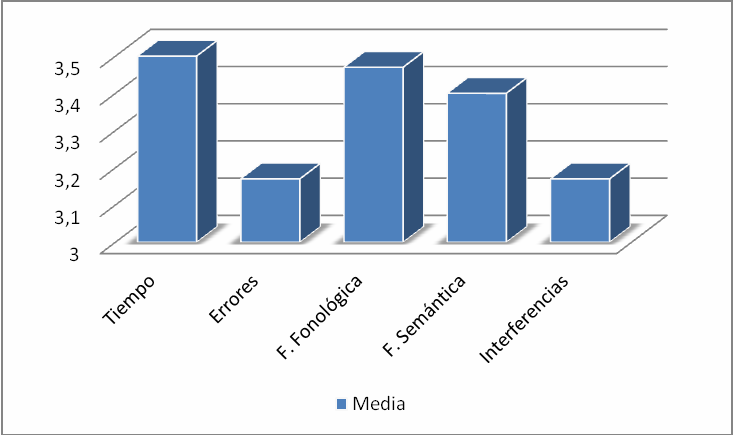 3,5
3,4
3,3
3,2
3,1
3
Tiempo
Errores
F. Fonológica
F. Semántica
Interferencias
Media